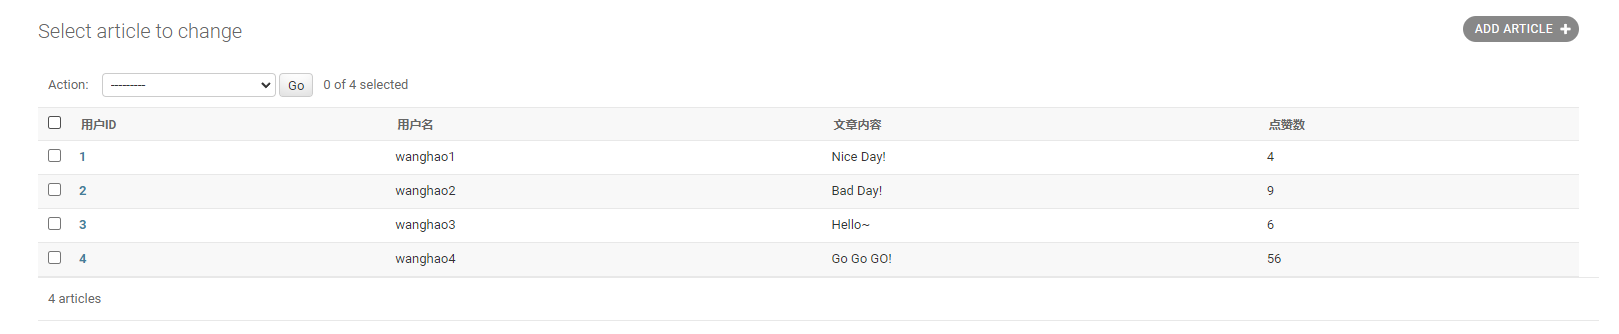 Select article to change
ADD ARTICLE +
Action: --------- Go 0 of 4 selected
用户ID 用户名 文章内容 点赞数
1 wanghao1 Nice Day! 4
2 wanghao2 Bad Day! 9
3 wanghao3 Hello~ 6
4 wanghao4 Go Go GO! 56
4 articles